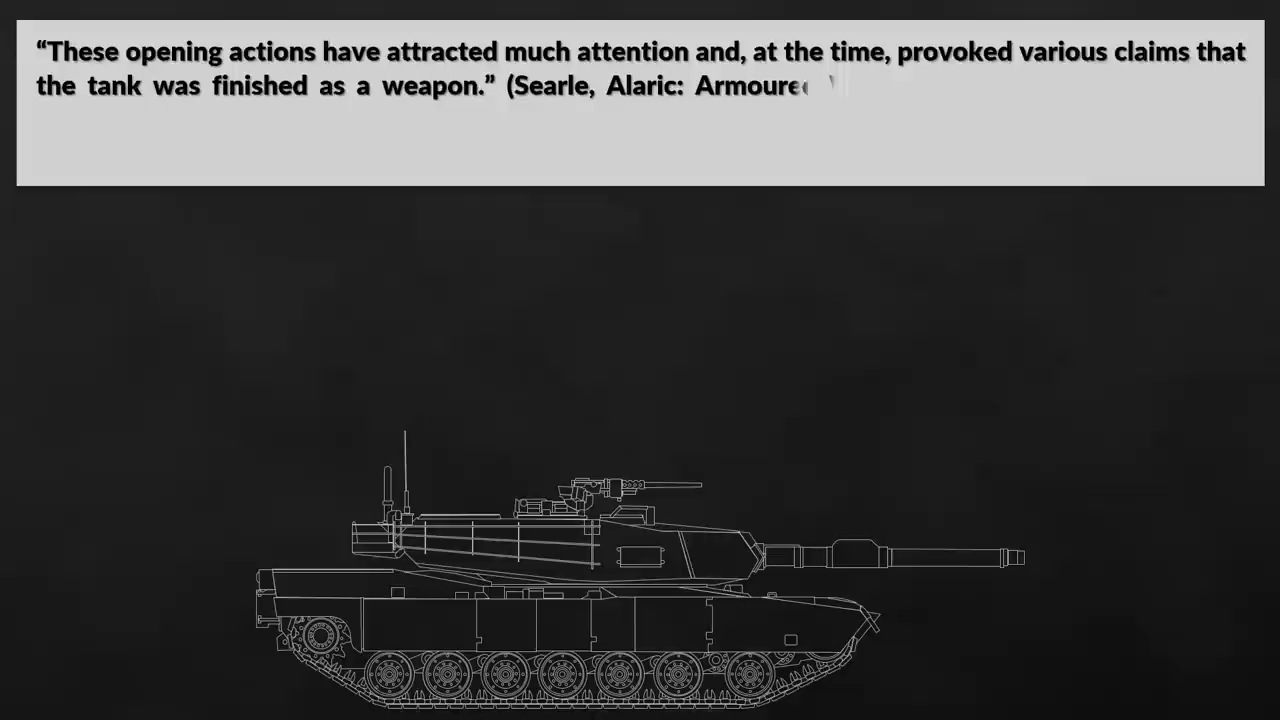 “These opening actions have attracted much attention and, at the time, provoked various claims that
the tank was finished as a weapon.” (Searle, Alaric: